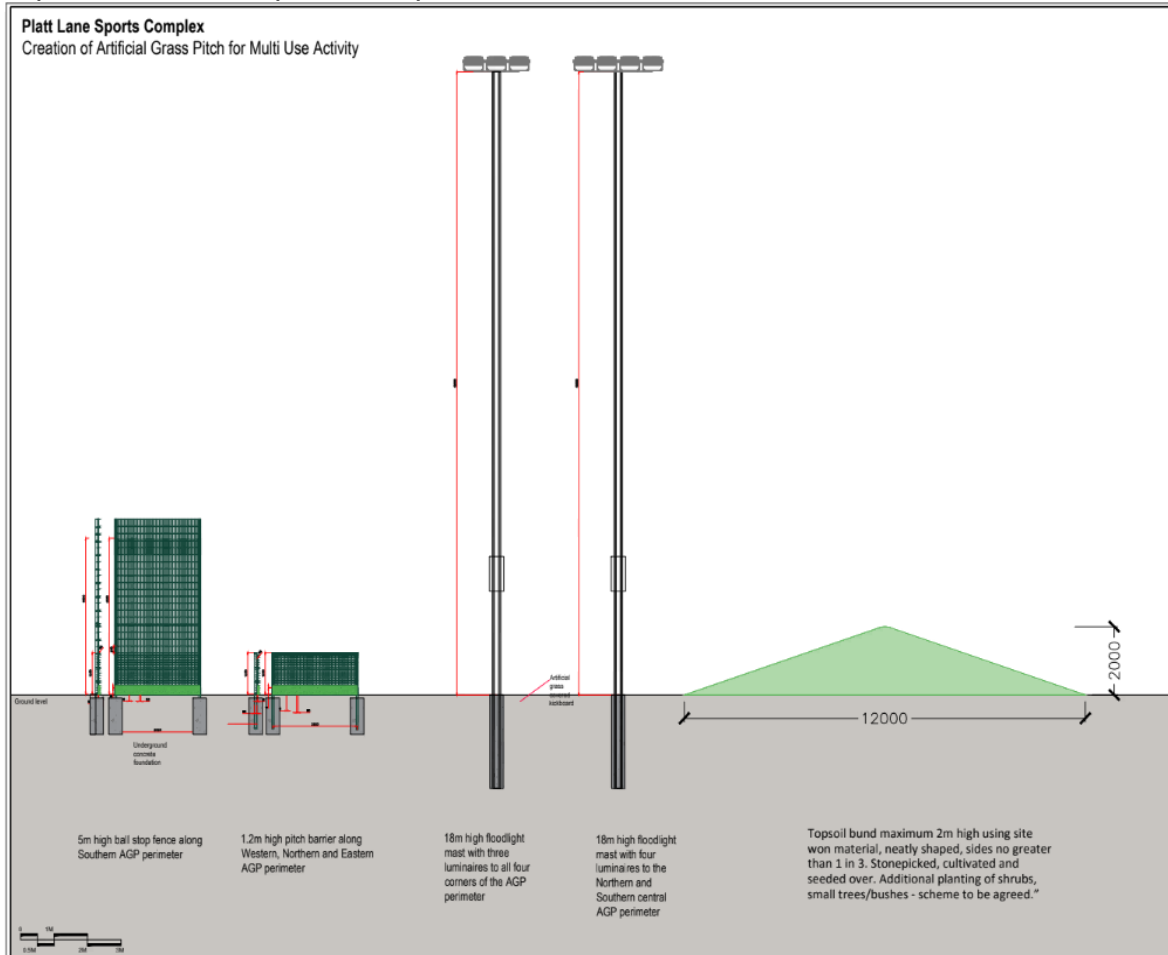 Platt Lane Sports Complex
Creation of Artificial Grass Pitch for Multi Use Activity
2000
12000
Ground level
Artificial
grass
covered
kickboard
Underground
concrete
foundation
5m high ball stop fence along
Southern AGP perimeter
1.2m high pitch barrier along
Western, Northern and Eastern
AGP perimeter
18m high floodlight
mast with three
luminaires to all four
corners of the AGP
perimeter
18m high floodlight
mast with four
luminaires to the
Northern and
Southern central
AGP perimeter
Topsoil bund maximum 2m high using site
won material, neatly shaped, sides no greater
than 1 in 3. Stonepicked, cultivated and
seeded over. Additional planting of shrubs,
small trees/bushes - scheme to be agreed.”
0 1M
0.5M 2M 3M